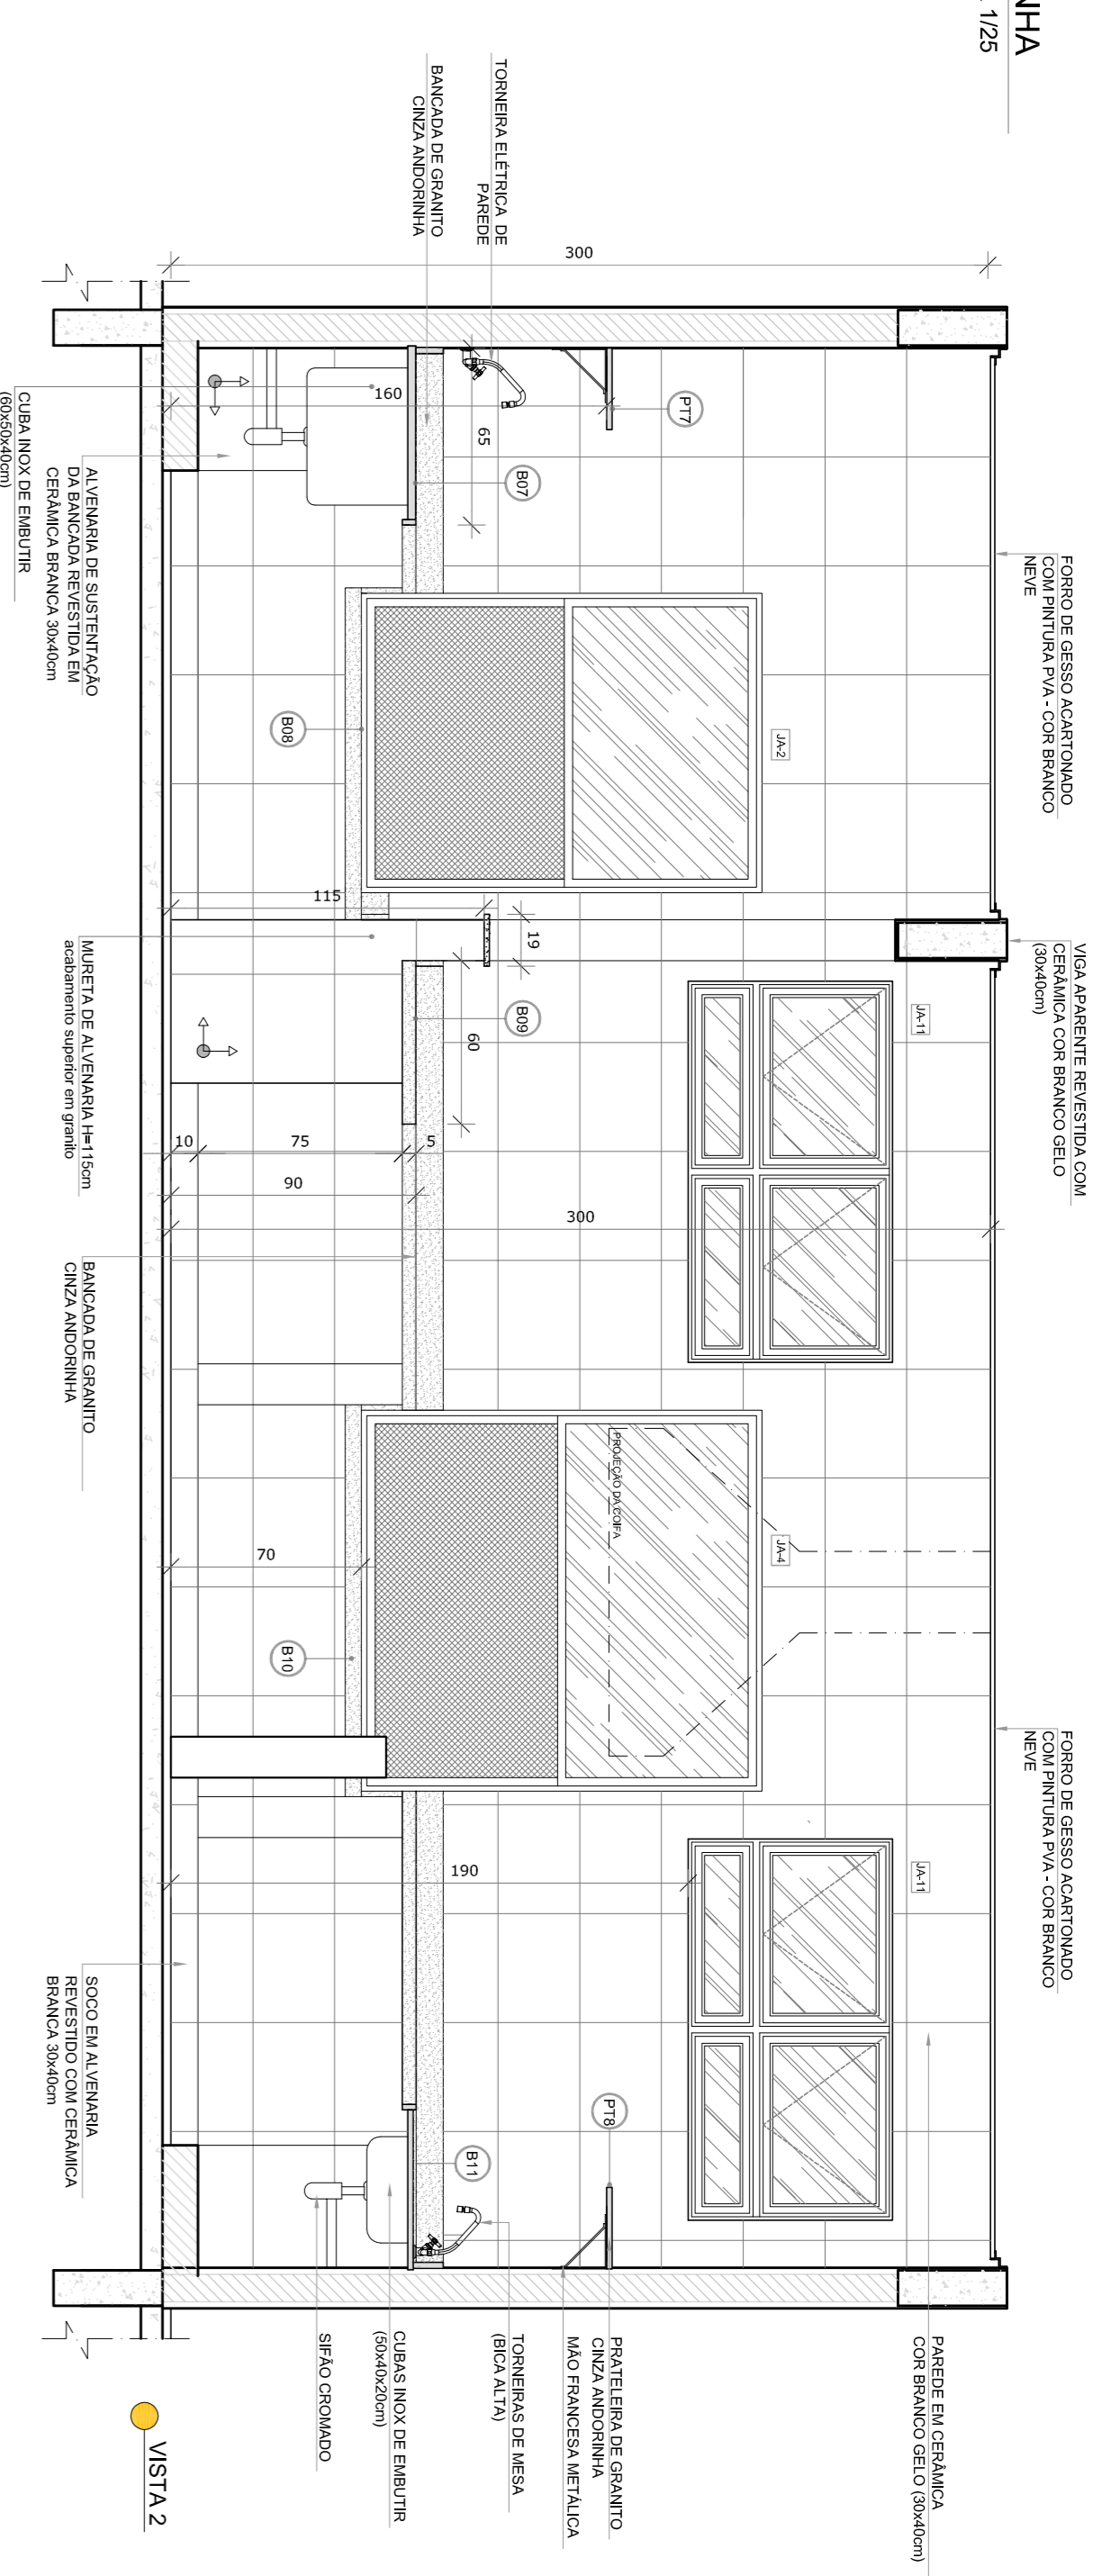 NHA
1/25
FORRO DE GESSO ACARTONADO
COM PINTURA PVA - COR BRANCO
NEVE
VIGA APARENTE REVESTIDA COM
CERÂMICA COR BRANCO GELO
(30x40cm)
FORRO DE GESSO ACARTONADO
COM PINTURA PVA - COR BRANCO
NEVE
PAREDE EM CERÂMICA
COR BRANCO GELO (30x40cm)
JA-11
JA-11
JA-2
JA-4
PROJEÇÃO DA COIFA
300
300
PT7
PT8
PRATELEIRA DE GRANITO
CINZA ANDORINHA
MÃO FRANCESA METÁLICA
TORNEIRA ELÉTRICA DE
PAREDE
BANCADA DE GRANITO
CINZA ANDORINHA
TORNEIRAS DE MESA
(BICA ALTA)
CUBAS INOX DE EMBUTIR
(50x40x20cm)
SIFÃO CROMADO
160
65
B07
19
B09
60
190
B11
115
5
75
10
90
70
B08
B10
ALVENARIA DE SUSTENTAÇÃO
DA BANCADA REVESTIDA EM
CERÂMICA BRANCA 30x40cm
CUBA INOX DE EMBUTIR
(60x50x40cm)
MURETA DE ALVENARIA H=115cm
acabamento superior em granito
BANCADA DE GRANITO
CINZA ANDORINHA
SOCO EM ALVENARIA
REVESTIDO COM CERÂMICA
BRANCA 30x40cm
VISTA 2